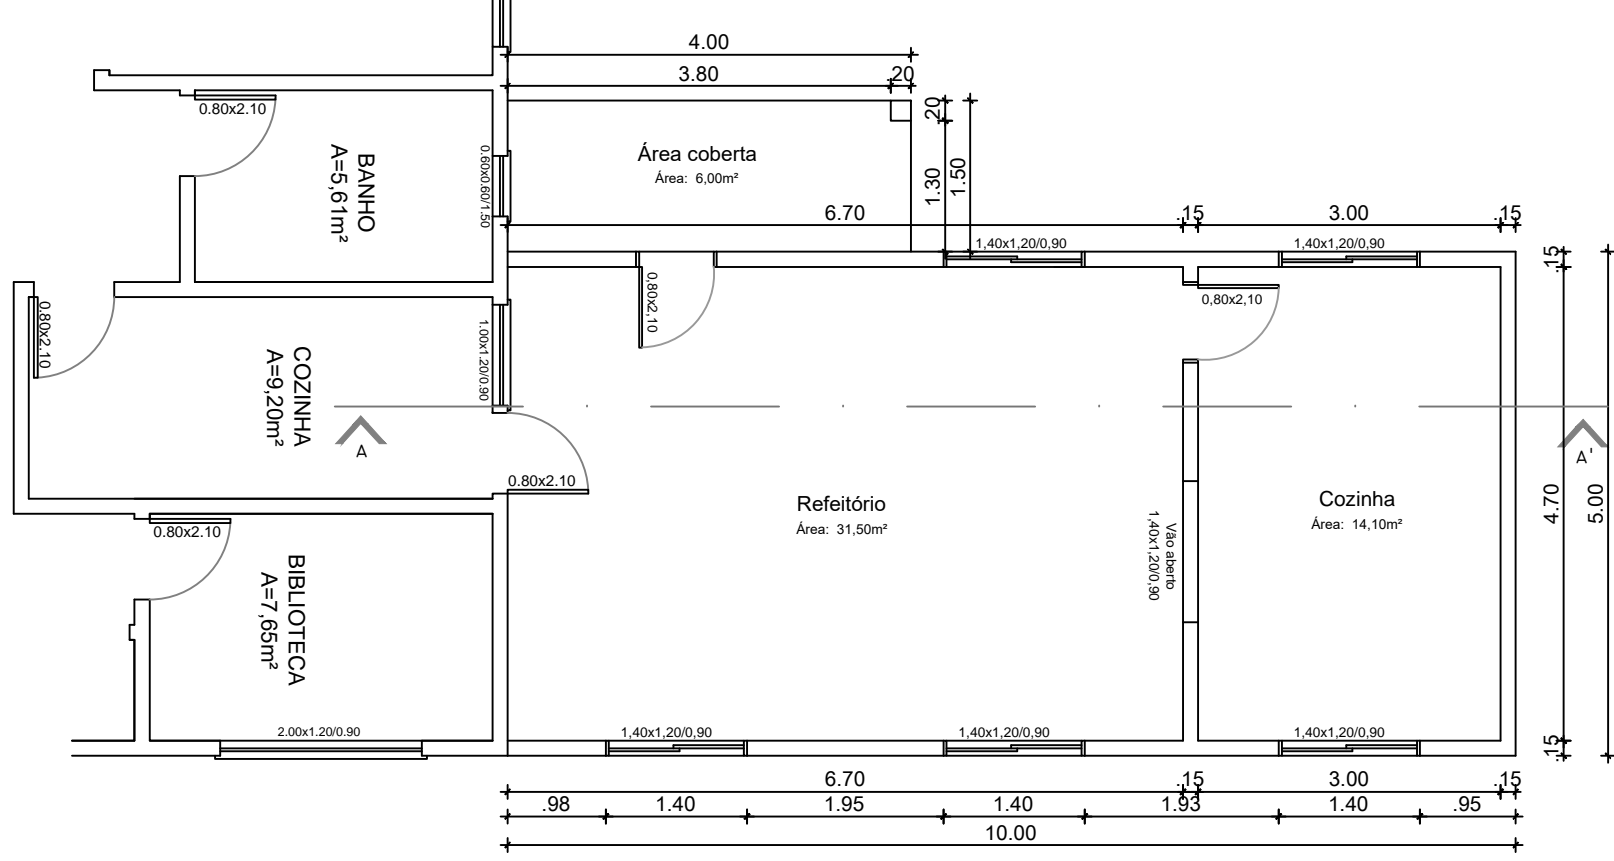 4.00
3.80
.20
0.80x2.10
BANHO
A=5,61m²
0.60x0.60/1.50
Área coberta
Área: 6,00m²
.20
1.30
1.50
6.70
.15
3.00
.15
1,40x1,20/0,90
1,40x1,20/0,90
.15
0,80x2,10
0,80x2,10
0.80x2.10
COZINHA
A=9,20m²
1.00x1.20/0.90
A
A'
0.80x2.10
Refeitório
Área: 31,50m²
Cozinha
Área: 14,10m²
4.70
5.00
Vão aberto
1,40x1,20/0,90
0.80x2.10
BIBLIOTECA
A=7,65m²
2.00x1.20/0.90
1,40x1,20/0,90
1,40x1,20/0,90
1,40x1,20/0,90
.15
6.70
.15
3.00
.15
.98
1.40
1.95
1.40
1.93
1.40
.95
10.00